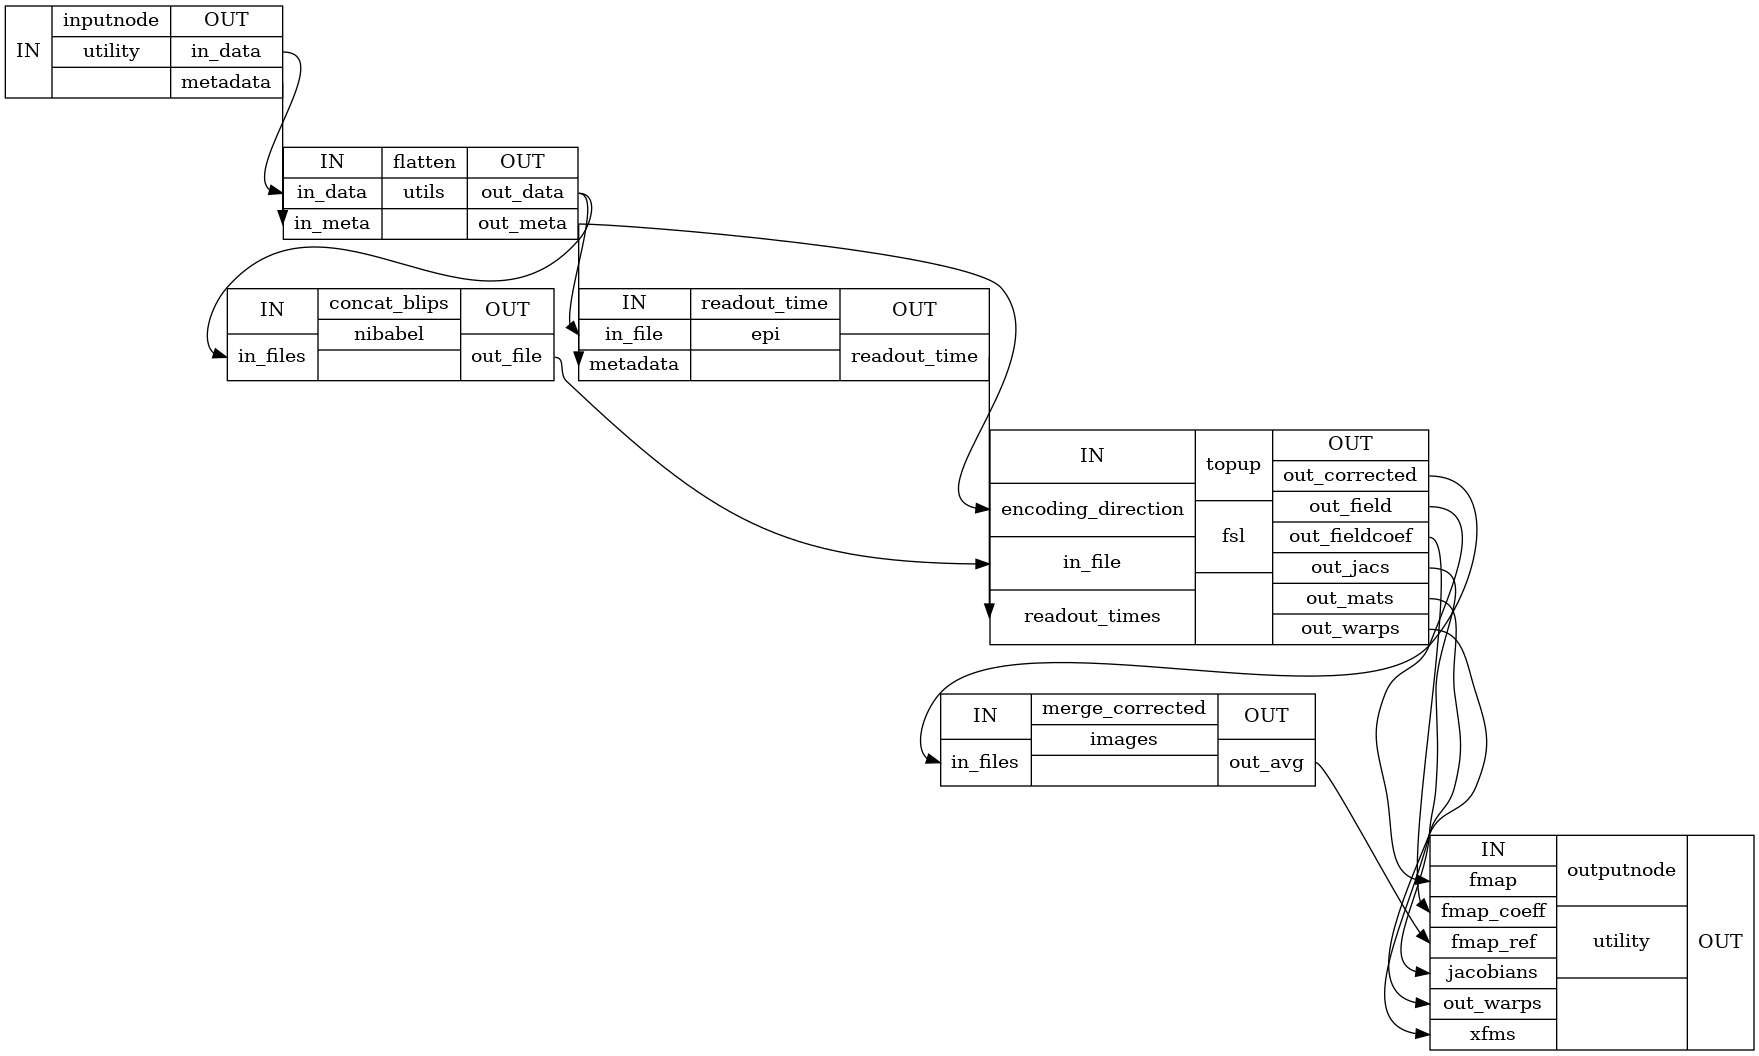 IN inputnode OUT
utility in_data
metadata
IN flatten OUT
in_data utils out_data
in_meta out_meta
IN concat_blips OUT
nibabel
in_files out_file
IN readout_time OUT
in_file epi
metadata readout_time
IN topup OUT
out_corrected
encoding_direction out_field
fsl out_fieldcoef
in_file out_jacs
out_mats
readout_times out_warps
IN merge_corrected OUT
images
in_files out_avg
IN outputnode OUT
fmap
fmap_coeff
fmap_ref utility
jacobians
out_warps
xfms